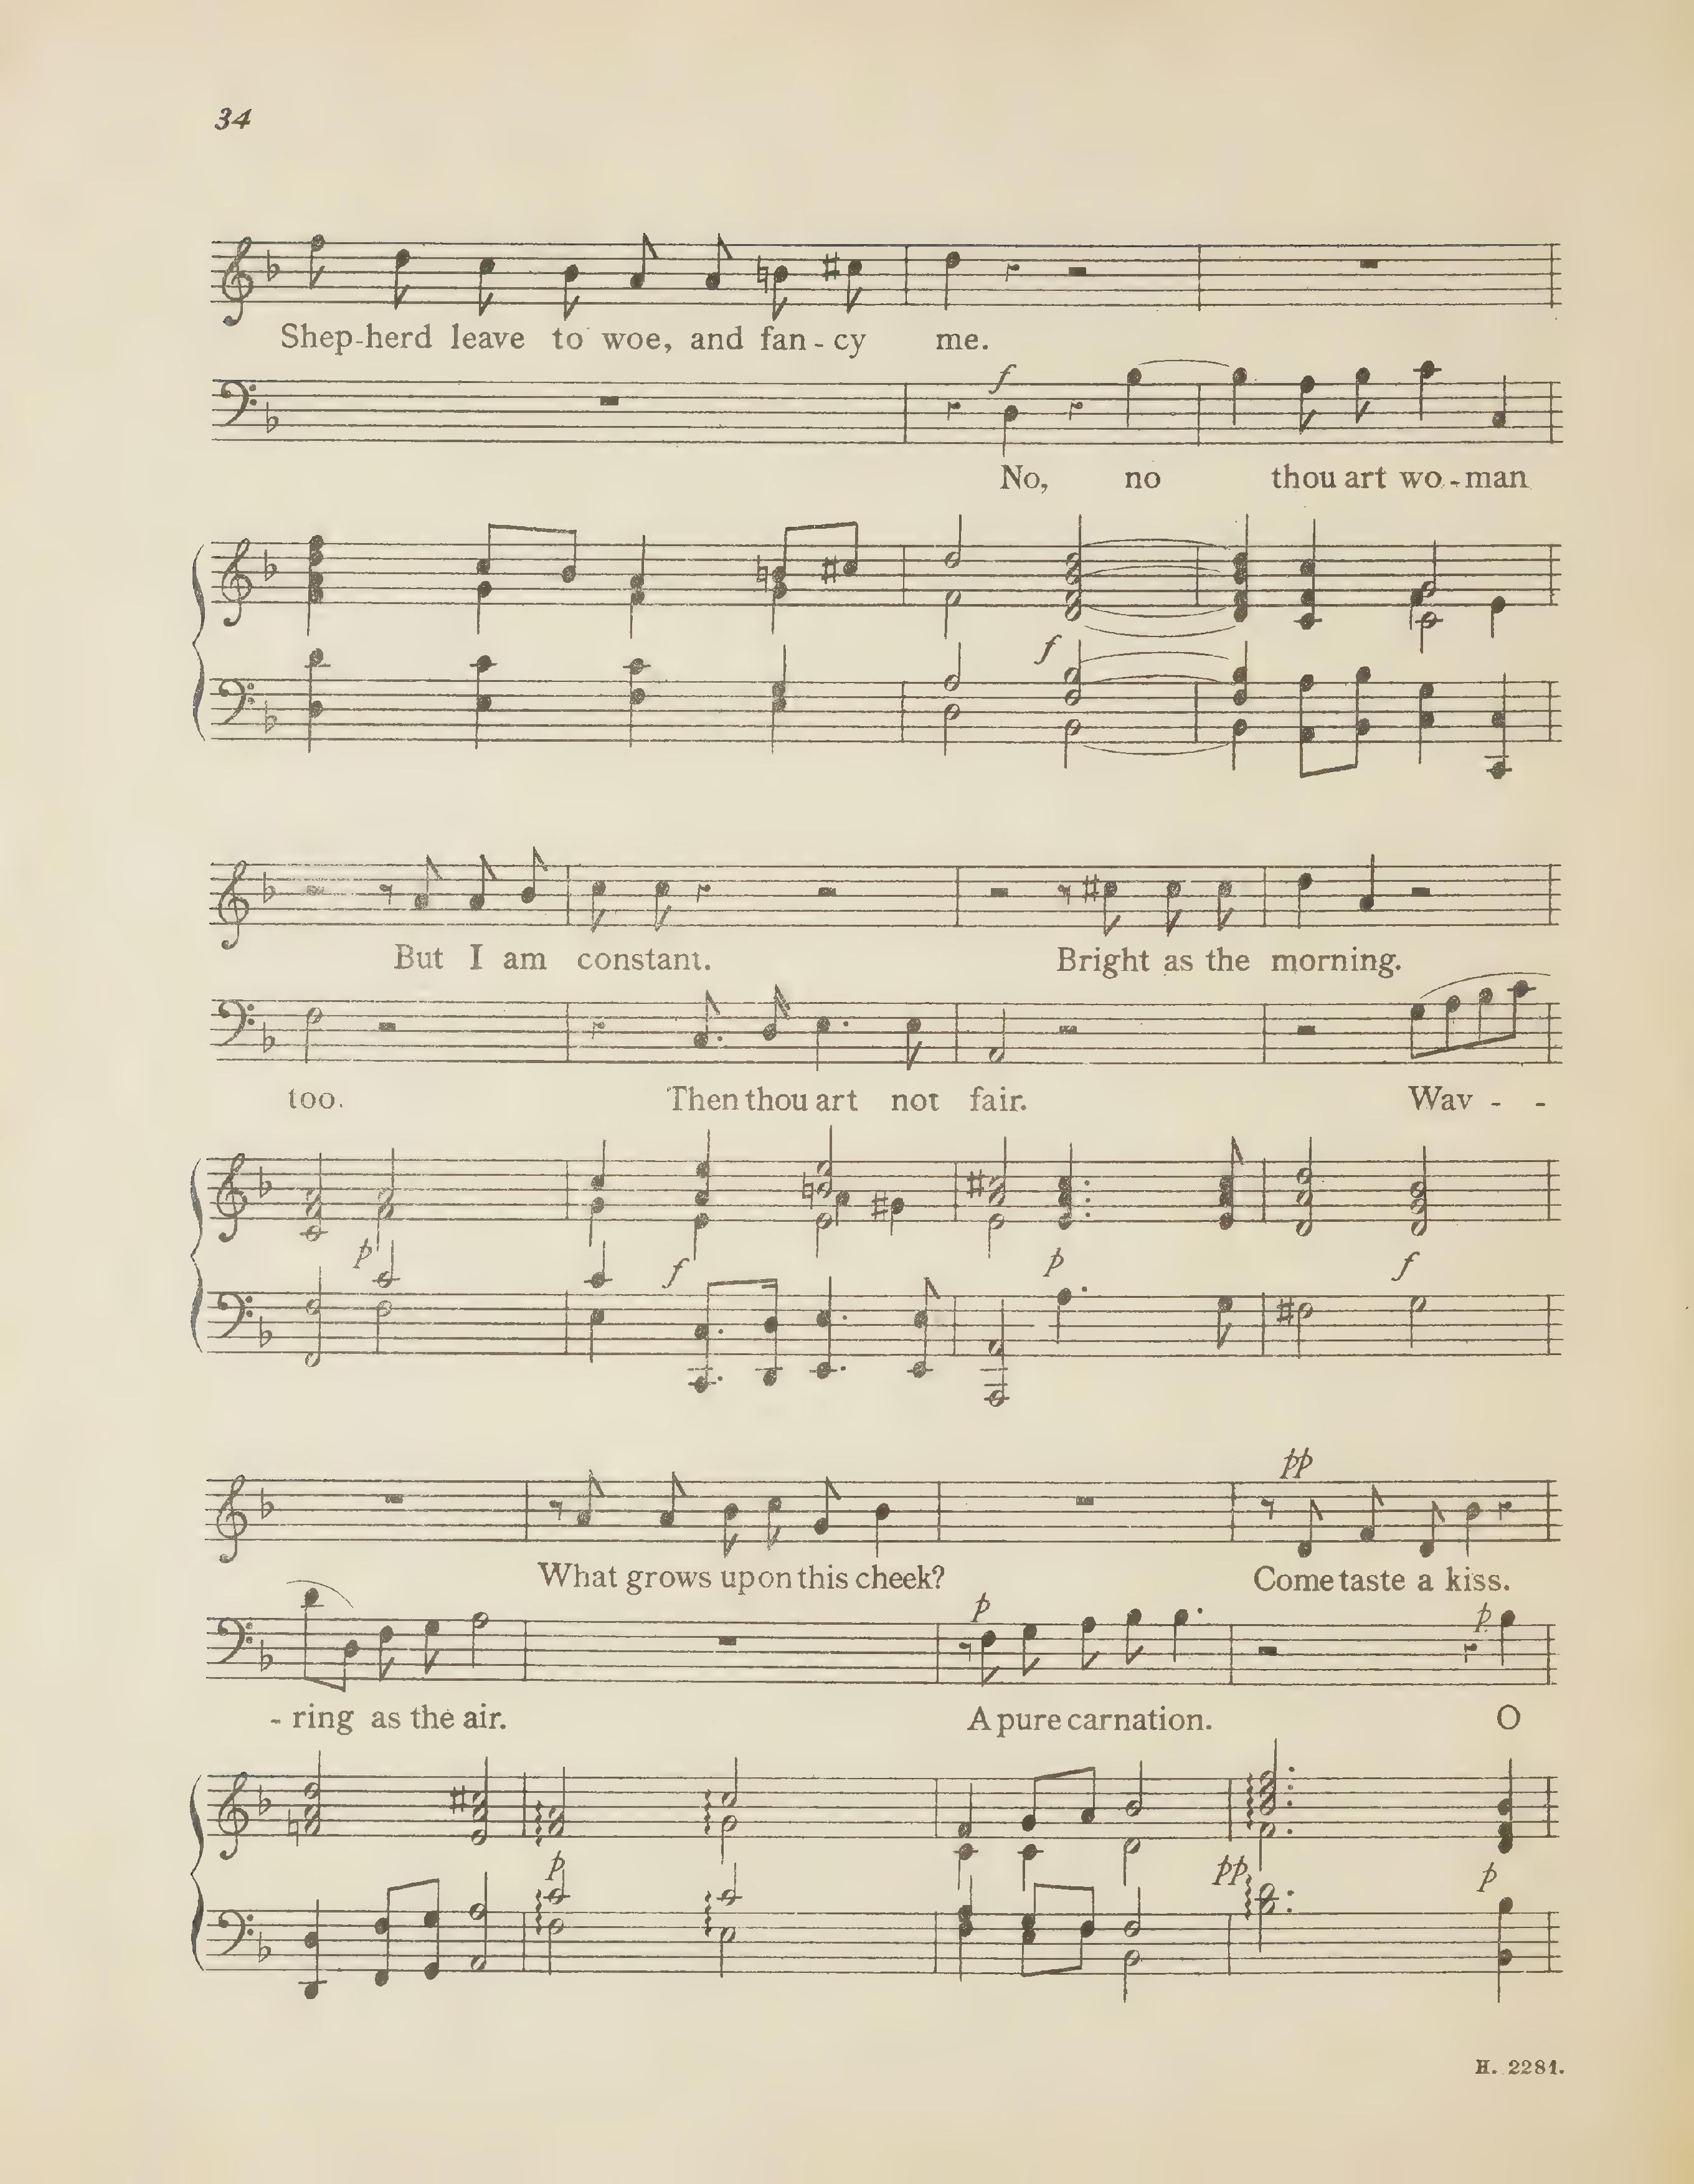 34
Shep-herd leave to woe, and fan-cy me.
f
No, no thou art wo-man
f
But I am constant. Bright as the morning.
too. Then thou art not fair. Wav - -
p f p f
pp
What grows upon this cheek? Come taste a kiss.
p p
- ring as the air. A pure carnation. O
p pp p
H. 2281.